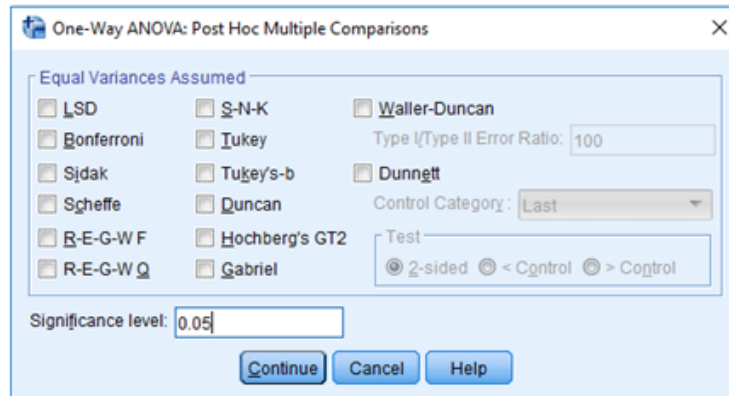 One-Way ANOVA: Post Hoc Multiple Comparisons
Equal Variances Assumed
LSD S-N-K Waller-Duncan
Bonferroni Tukey Type I/Type II Error Ratio: 100
Sidak Tukey's-b Dunnett
Scheffe Duncan Control Category: Last
R-E-G-W F Hochberg's GT2 Test
R-E-G-W Q Gabriel 2-sided < Control > Control
Significance level: 0.05
Continue Cancel Help